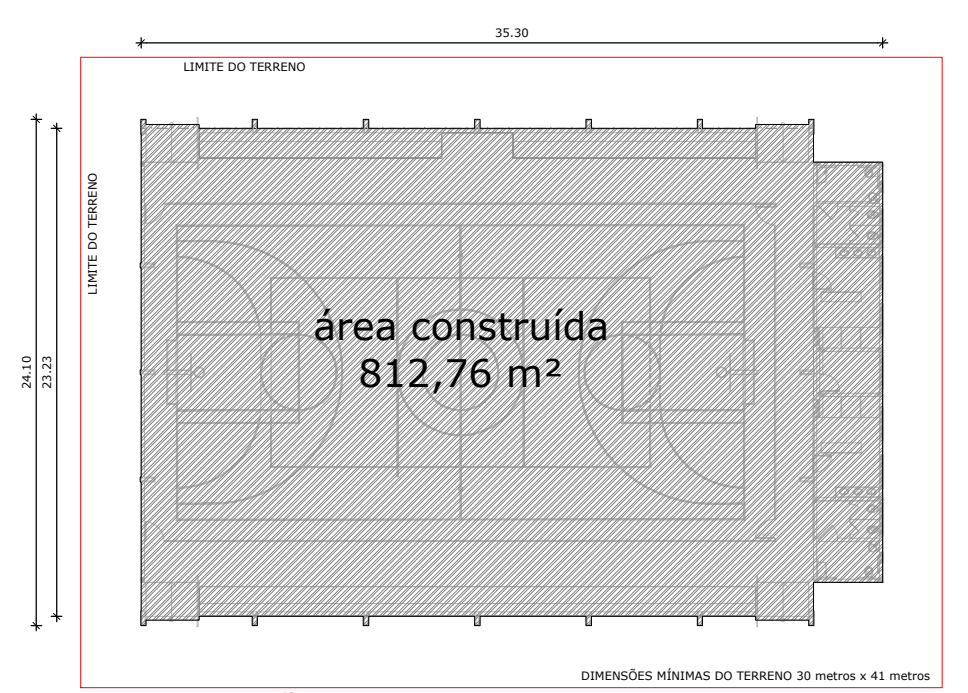 35.30
LIMITE DO TERRENO
LIMITE DO TERRENO
24.10
23.23
área construída
812,76 m²
DIMENSÕES MÍNIMAS DO TERRENO 30 metros x 41 metros